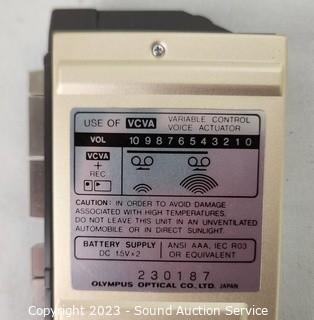 USE OF VCVA VARIABLE CONTROL
VOICE ACTUATOR
VOL 10 9 8 7 6 5 4 3 2 1 0
VCVA
+
REC
CAUTION: IN ORDER TO AVOID DAMAGE
ASSOCIATED WITH HIGH TEMPERATURES,
DO NOT LEAVE THIS UNIT IN AN UNVENTILATED
AUTOMOBILE OR IN DIRECT SUNLIGHT.
BATTERY SUPPLY ANSI AAA, IEC R03
DC 1.5V × 2 OR EQUIVALENT
230187
OLYMPUS OPTICAL CO., LTD. JAPAN
Copyright 2023 - Sound Auction Service